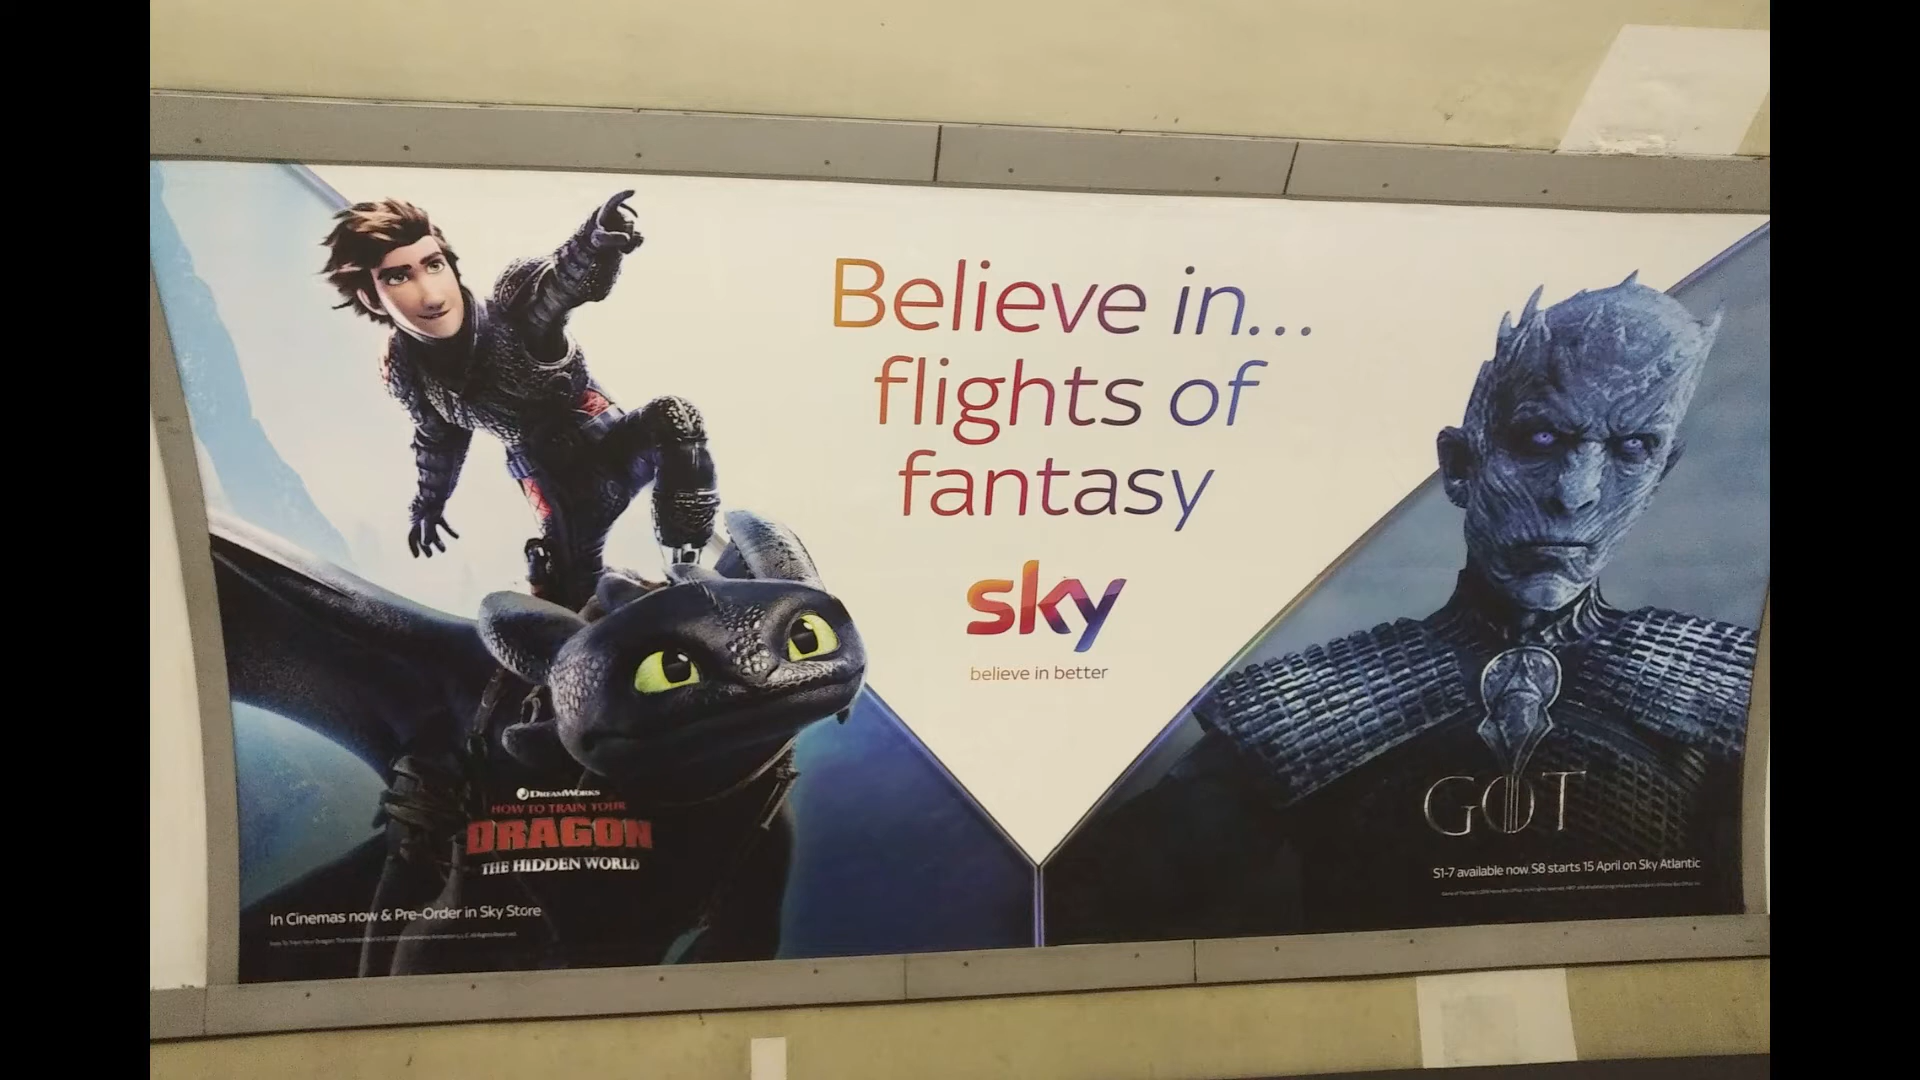 Believe in...
flights of
fantasy
sky
believe in better
DREAMWORKS
HOW TO TRAIN YOUR
DRAGON
THE HIDDEN WORLD
In Cinemas now & Pre-Order in Sky Store
GOT
S1-7 available now. S8 starts 15 April on Sky Atlantic